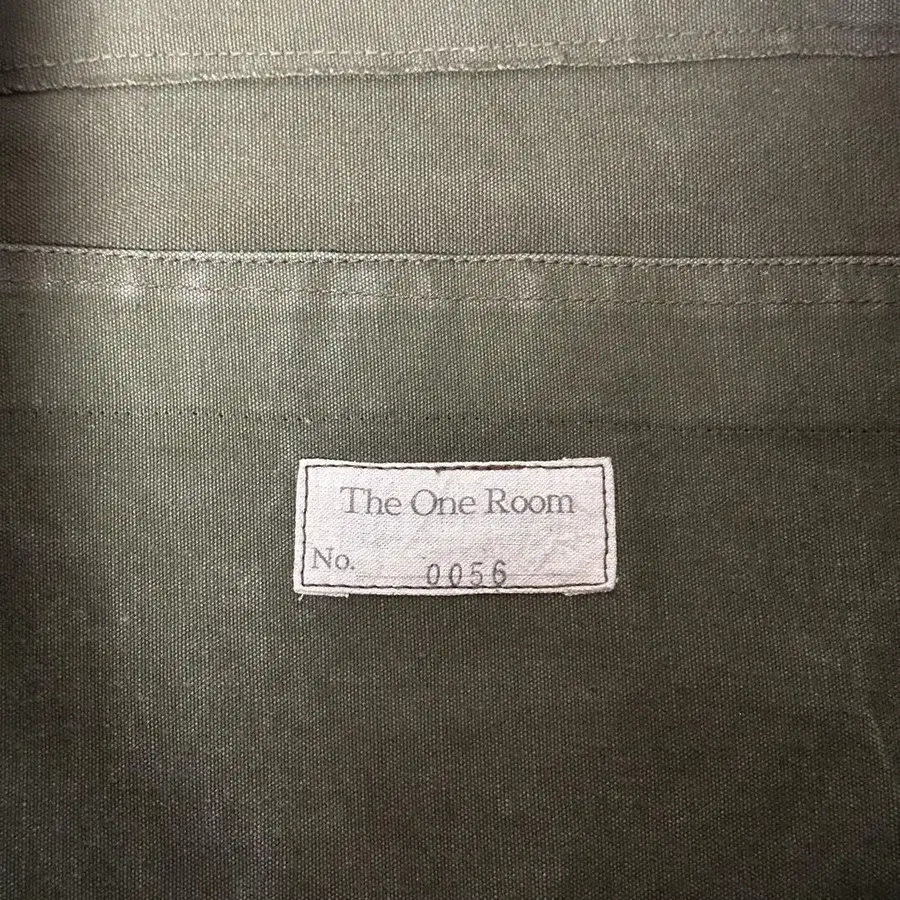 The One Room
No. 0056